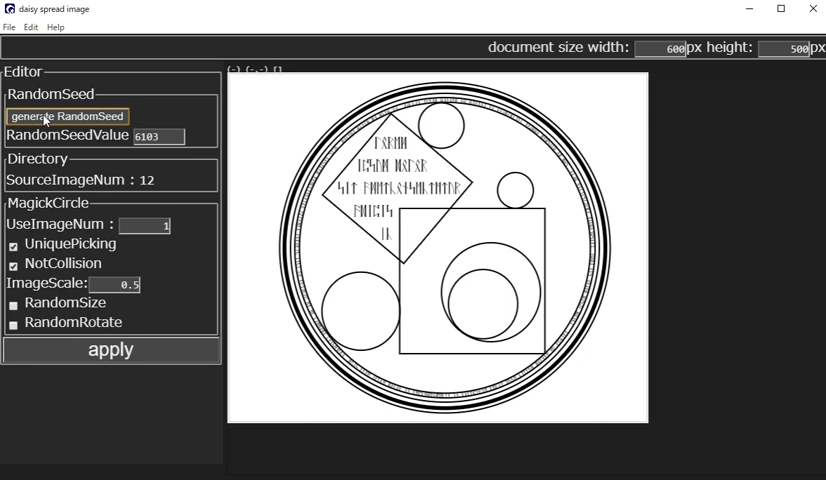 daisy spread image
File Edit Help
document size width: 600px height: 500px
Editor
(-) (-,-) []
RandomSeed
generate RandomSeed
RandomSeedValue 6103
Directory
SourceImageNum : 12
MagickCircle
UseImageNum : 1
UniquePicking
NotCollision
ImageScale: 0.5
RandomSize
RandomRotate
apply